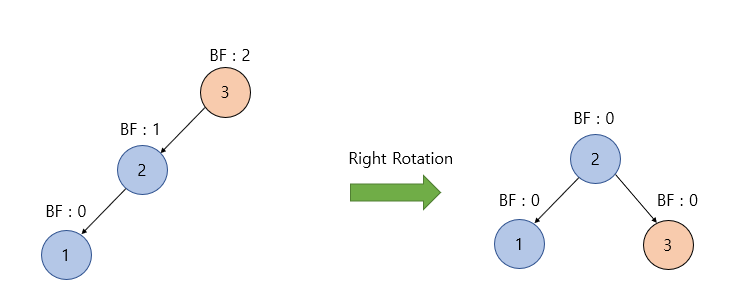 BF : 2
3
BF : 1
2
BF : 0
1
Right Rotation
BF : 0
2
BF : 0
BF : 0
1
3